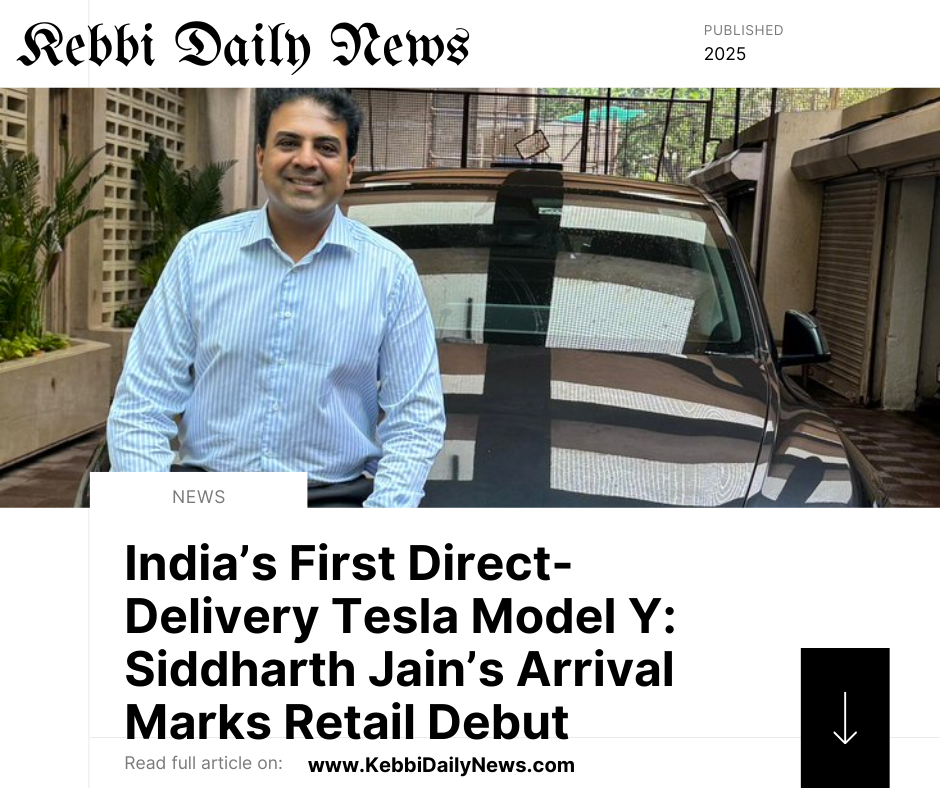 Kebbi Daily News
PUBLISHED
2025
NEWS
India’s First Direct-
Delivery Tesla Model Y:
Siddharth Jain’s Arrival
Marks Retail Debut
Read full article on: www.KebbiDailyNews.com